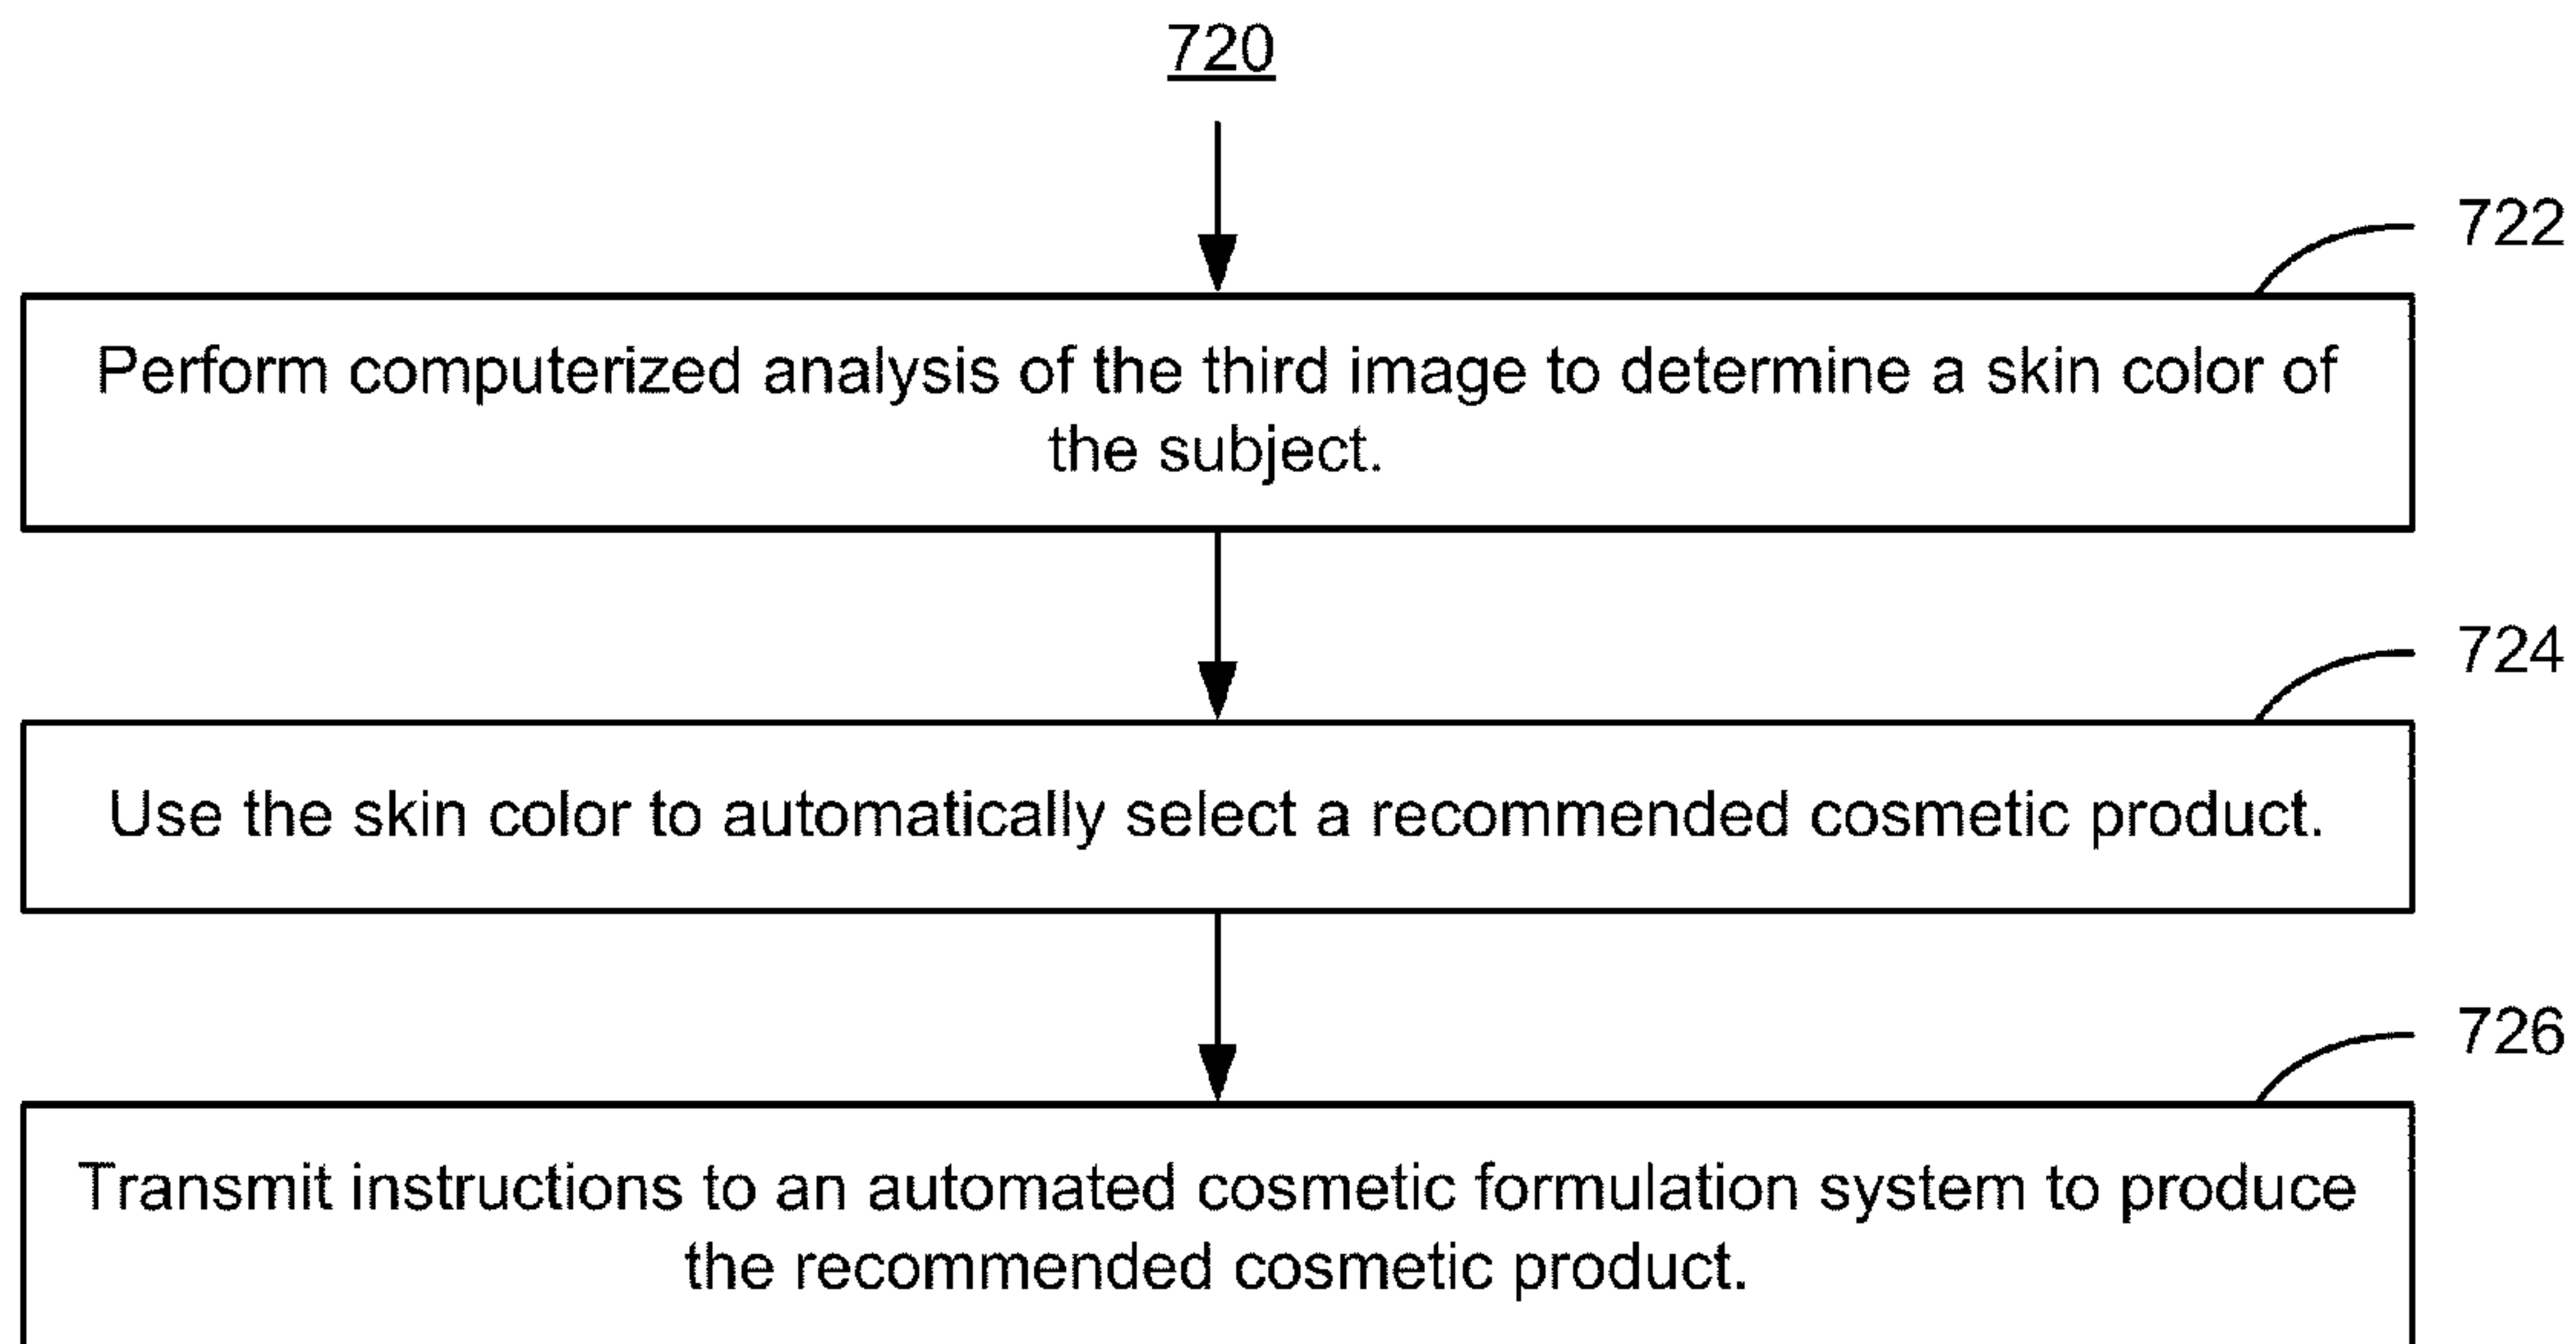 720
722
Perform computerized analysis of the third image to determine a skin color of
the subject.
724
Use the skin color to automatically select a recommended cosmetic product.
726
Transmit instructions to an automated cosmetic formulation system to produce
the recommended cosmetic product.